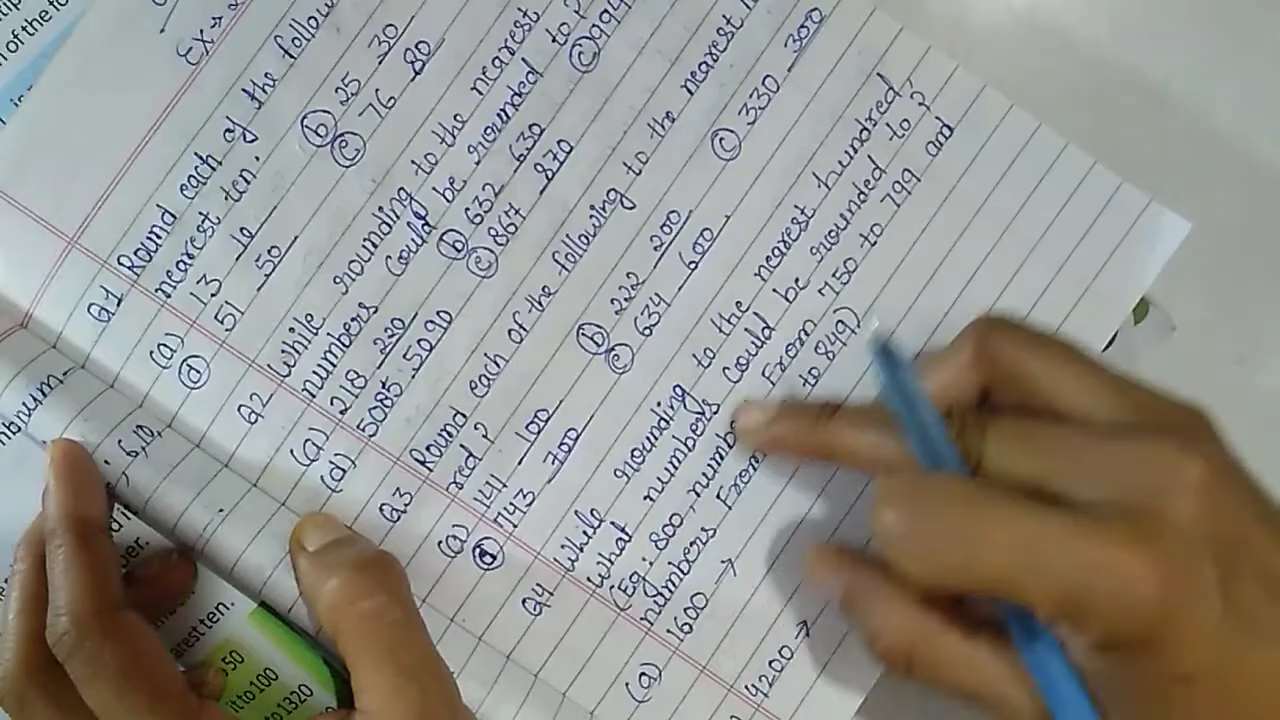 Ex →
Q1 Round each of the
nearest ten.
(a) 13 10 (b) 25 30
(d) 51 50 (c) 76 80
Q2 While rounding to the nearest
numbers could be rounded to?
(a) 218 220 (b) 632 630 (c) 994
(d) 5085 5090 (c) 867 870
Q3 Round each of the following to the nearest
red?
(a) 141 100 (b) 222 200 (c) 330 300
(d) 743 700 (c) 634 600
Q4 While rounding to the nearest hundred,
what numbers could be rounded to?
(Eg: 800, From 750 to 799 and
numbers From to 849)
(a) 1600 →
4200 →
6,10,
arest ten.
50
it to 100
to 1320